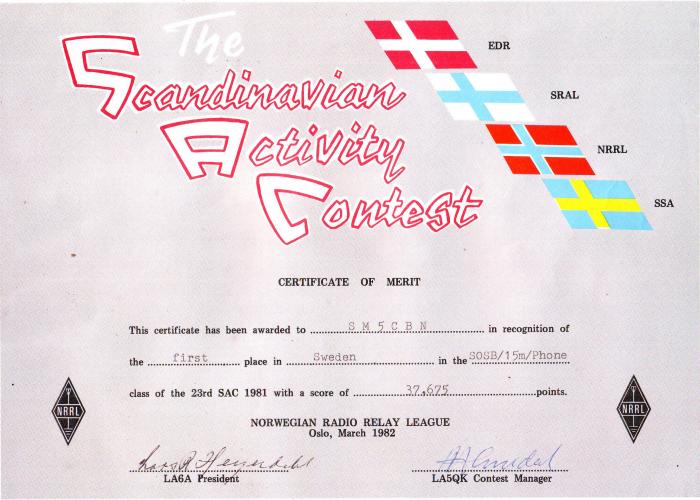 The
Scandinavian
Activity
Contest
EDR
SRAL
NRRL
SSA
CERTIFICATE OF MERIT
This certificate has been awarded to SM5CBN in recognition of
the first place in Sweden in the SOSB/15m/Phone
class of the 23rd SAC 1981 with a score of 37,675 points.
NORWEGIAN RADIO RELAY LEAGUE
Oslo, March 1982
NRRL
NRRL
LA6A President
LA5QK Contest Manager